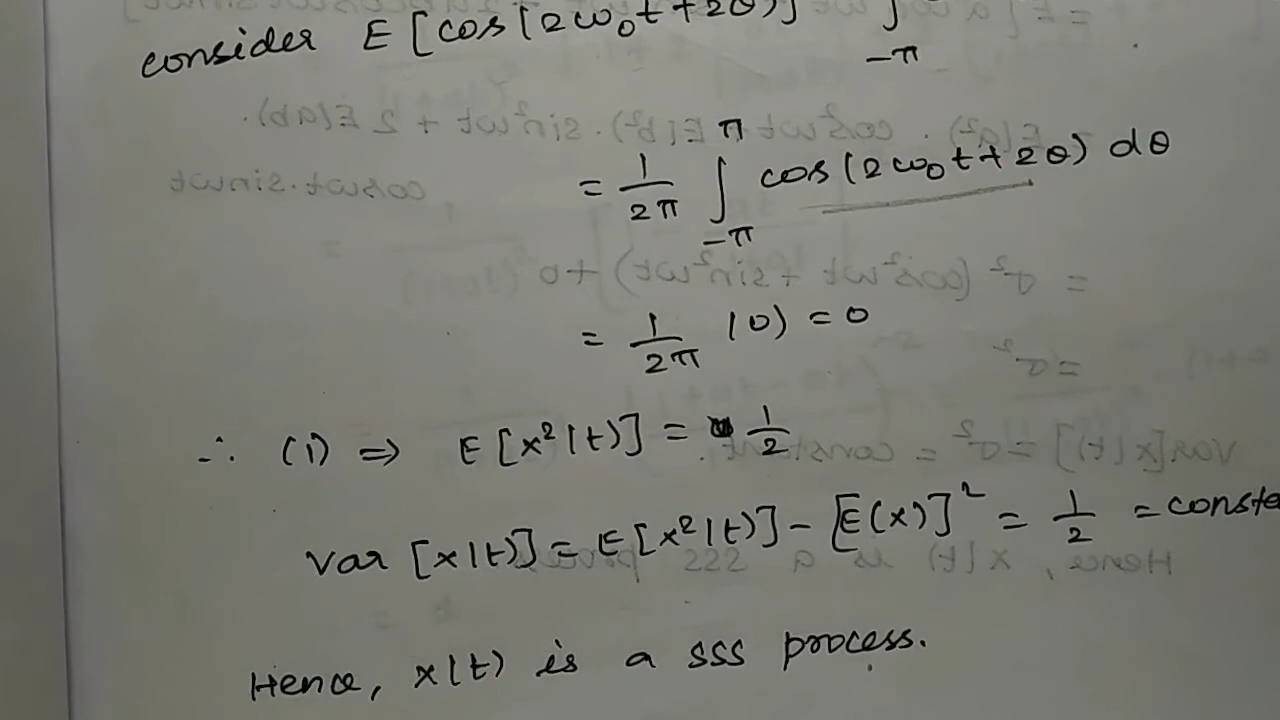 consider E[cos(2ω₀t+2θ)] ∫_{-π}
= 1/2π ∫_{-π}^{π} cos(2ω₀t+2θ) dθ
= 1/2π (0) = 0
∴ (1) ⇒ E[x²(t)] = 1/2
var [x(t)] = E[x²(t)] - [E(x)]² = 1/2 = consta
Hence, x(t) is a SSS process.